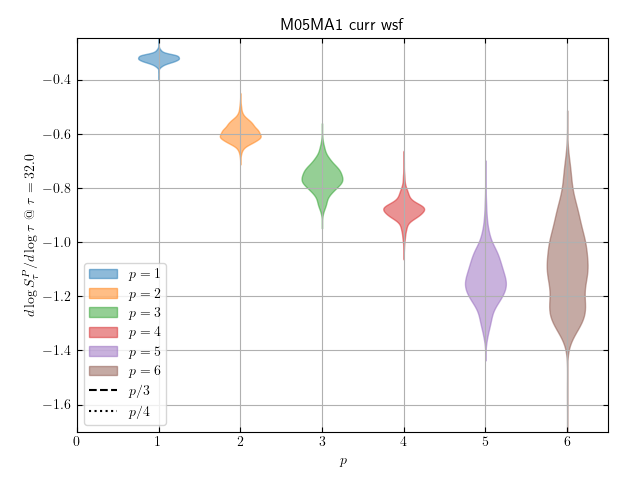 M05MA1 curr wsf
d log S_τ^p / d log τ @ τ = 32.0
−0.4
−0.6
−0.8
−1.0
−1.2
−1.4
−1.6
p = 1
p = 2
p = 3
p = 4
p = 5
p = 6
p/3
p/4
0 1 2 3 4 5 6
p